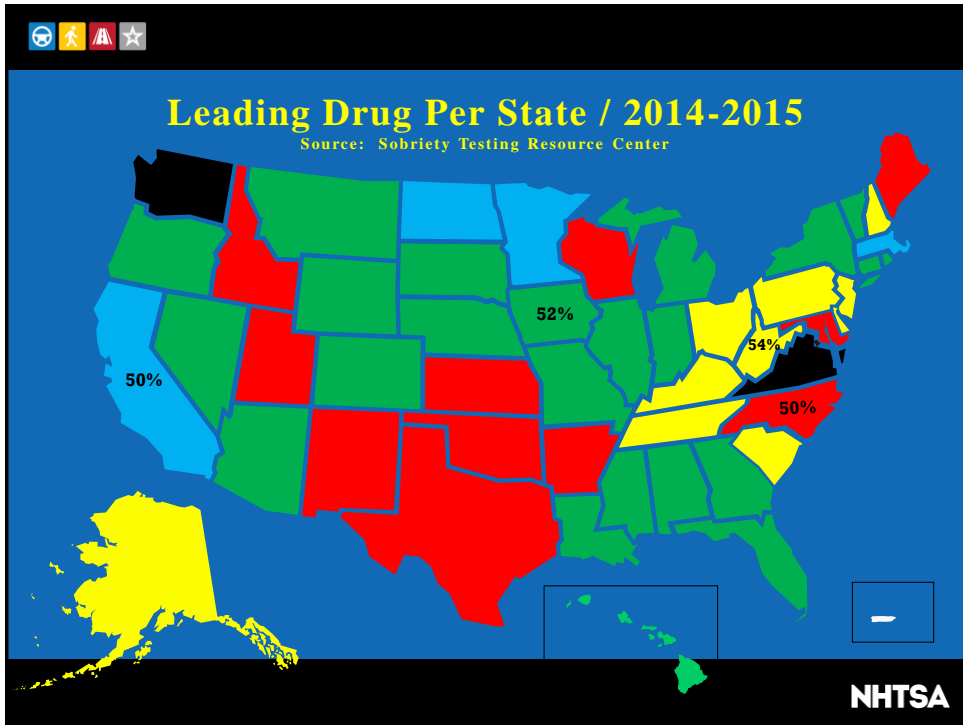 Leading Drug Per State / 2014-2015
Source: Sobriety Testing Resource Center
52%
54%
50%
50%
NHTSA